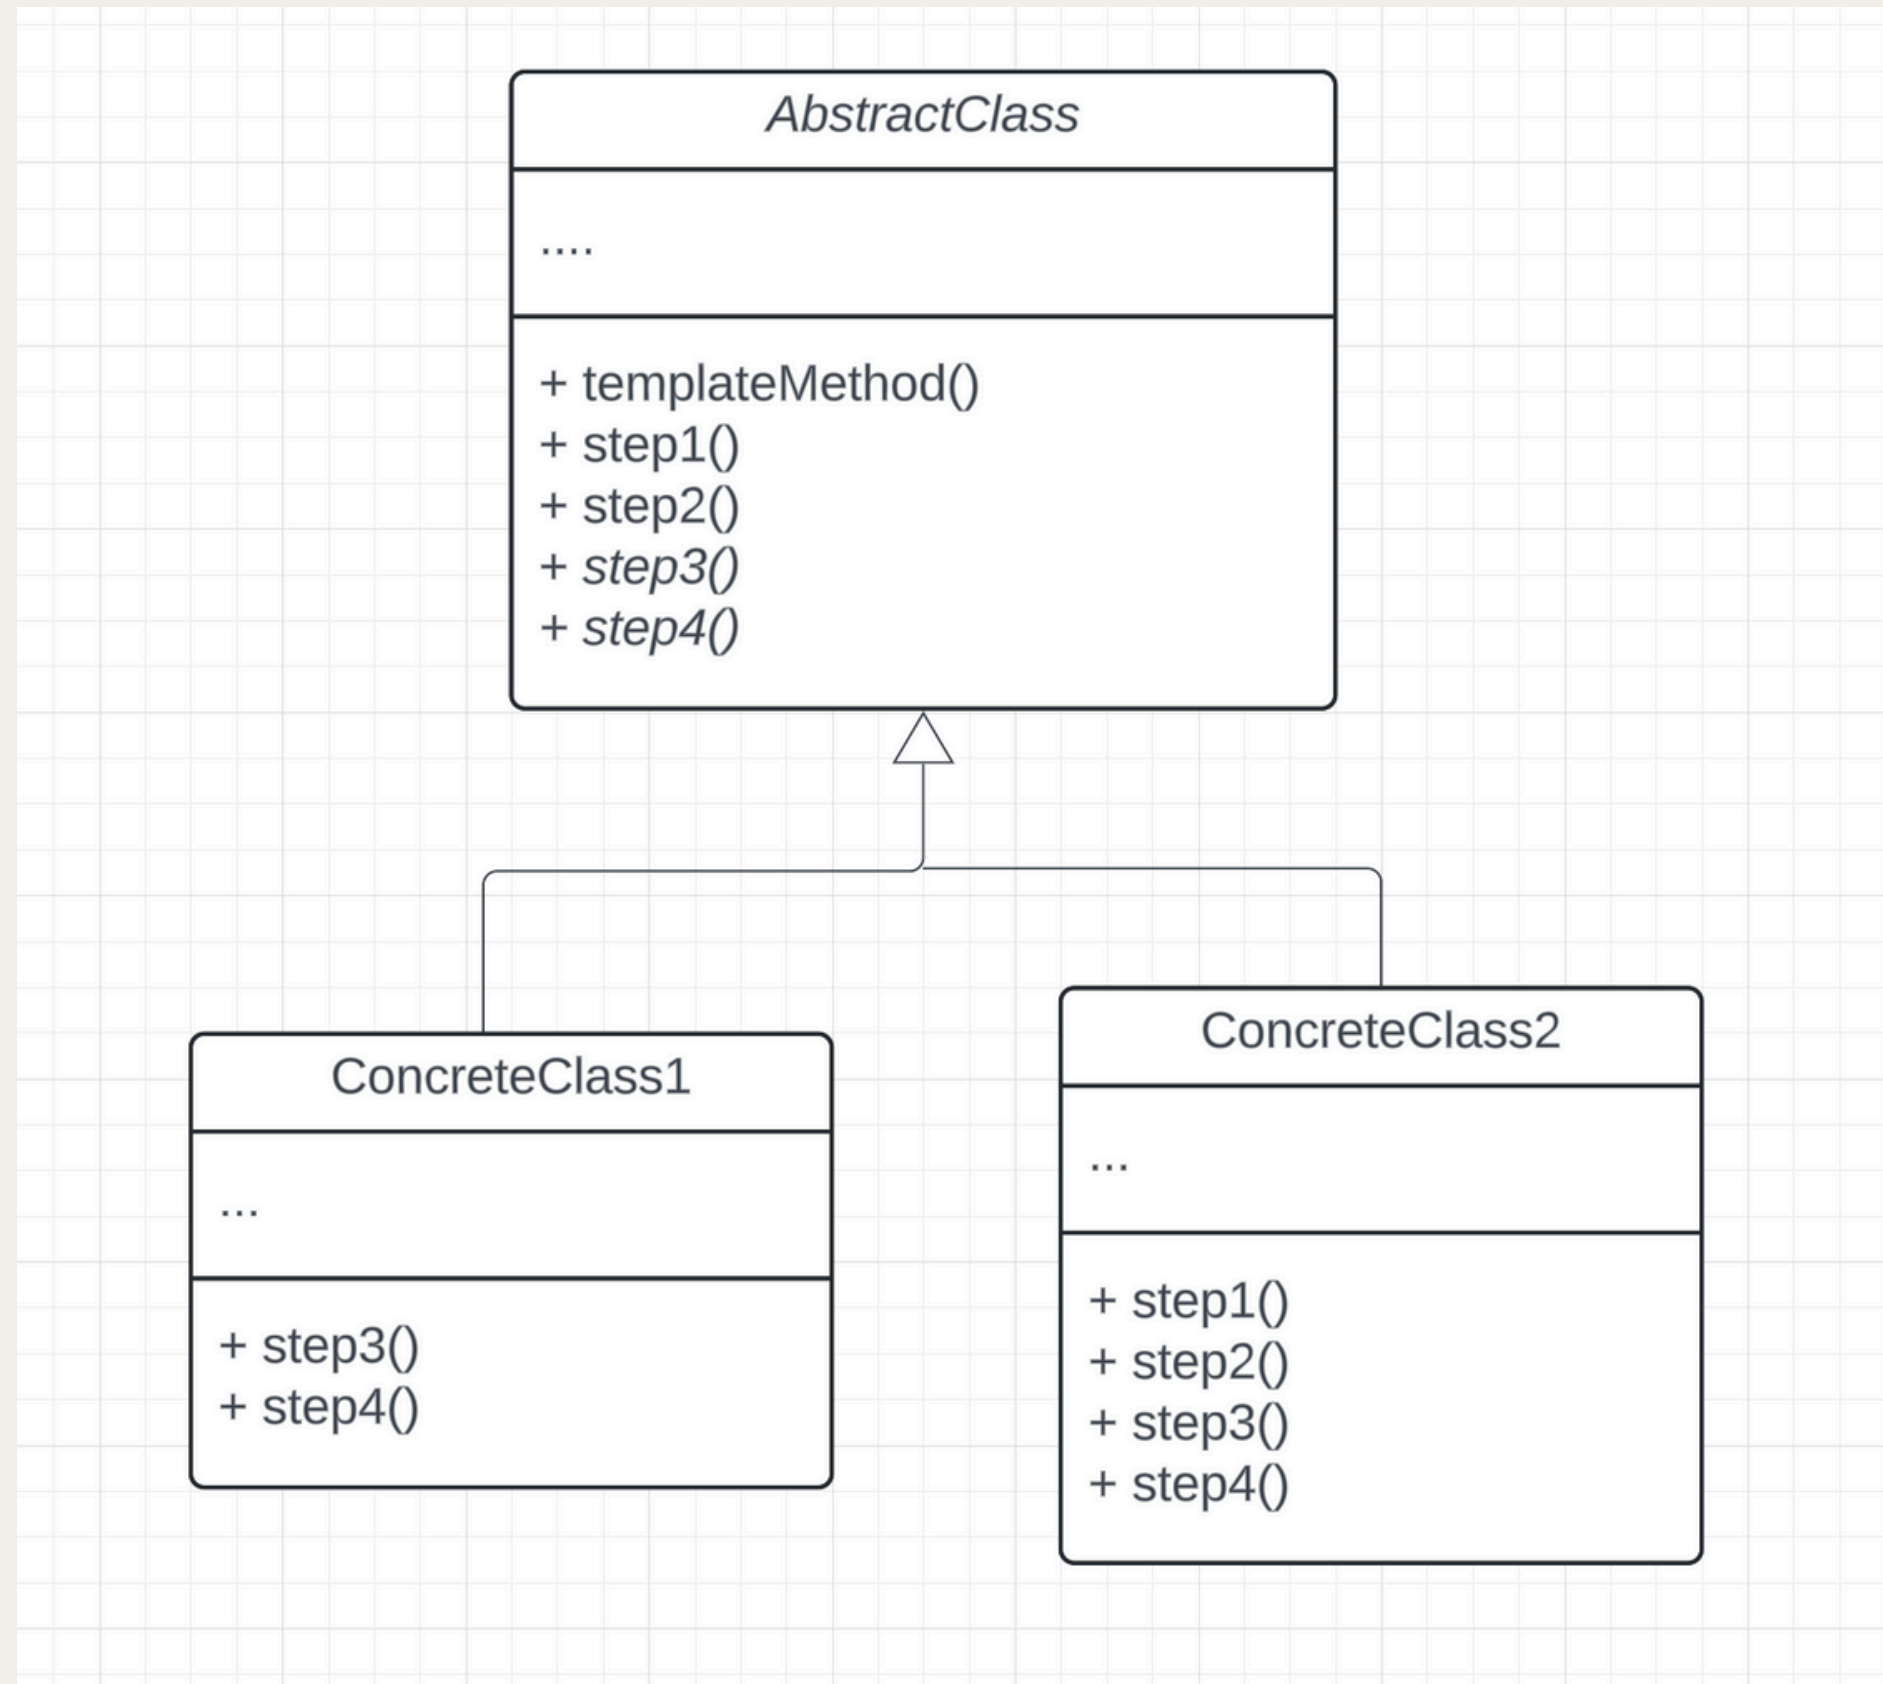 AbstractClass
....
+ templateMethod()
+ step1()
+ step2()
+ step3()
+ step4()
ConcreteClass1
...
+ step3()
+ step4()
ConcreteClass2
...
+ step1()
+ step2()
+ step3()
+ step4()